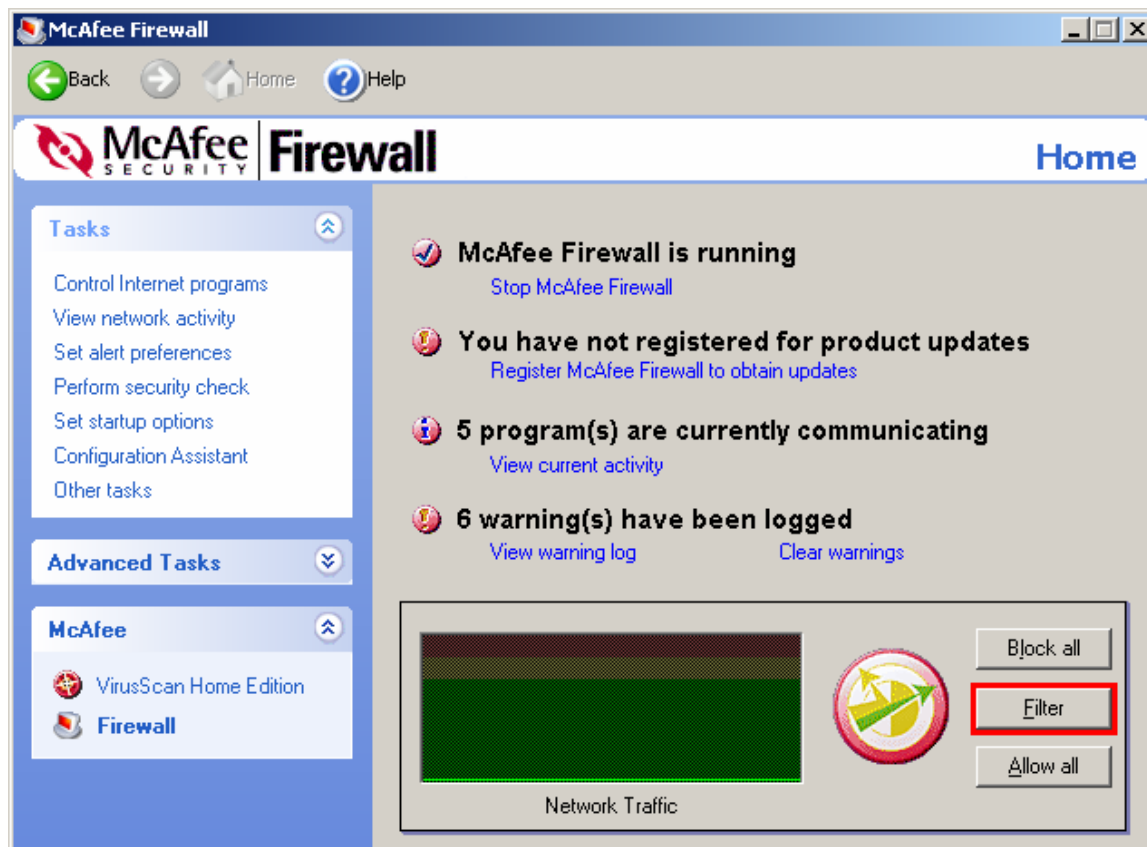 McAfee Firewall
Back Home Help
McAfee SECURITY Firewall
Home
Tasks
Control Internet programs
View network activity
Set alert preferences
Perform security check
Set startup options
Configuration Assistant
Other tasks
Advanced Tasks
McAfee
VirusScan Home Edition
Firewall
McAfee Firewall is running
Stop McAfee Firewall
You have not registered for product updates
Register McAfee Firewall to obtain updates
5 program(s) are currently communicating
View current activity
6 warning(s) have been logged
View warning log Clear warnings
Network Traffic
Block all
Filter
Allow all